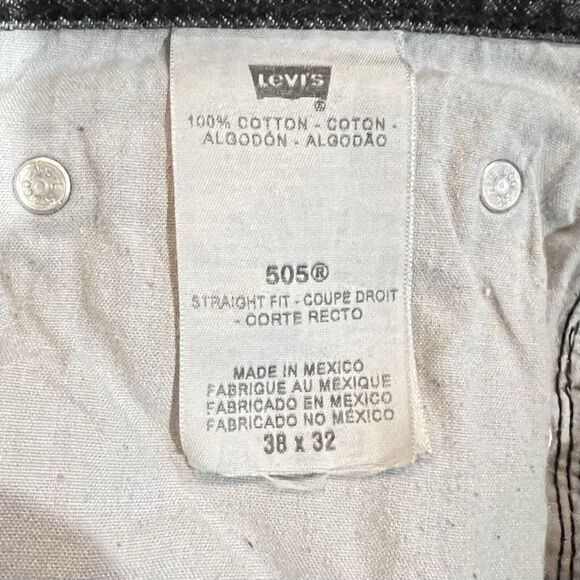 LEVI'S
®
100% COTTON - COTON -
ALGODÓN - ALGODÃO
505®
STRAIGHT FIT - COUPE DROIT
- CORTE RECTO
MADE IN MEXICO
FABRIQUE AU MEXIQUE
FABRICADO EN MEXICO
FABRICADO NO MÉXICO
38 x 32